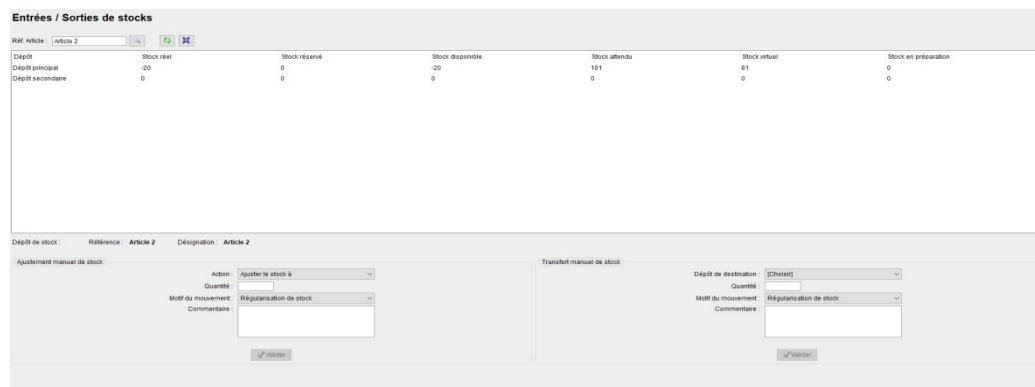 Entrées / Sorties de stocks
Réf. Article : Article 2
Dépôt Stock réel Stock réservé Stock disponible Stock attendu Stock virtuel Stock en préparation
Dépôt principal -20 0 -20 101 81 0
Dépôt secondaire 0 0 0 0 0 0
Dépôt de stock : Référence : Article 2 Désignation : Article 2
Ajustement manuel de stock
Action : Ajuster le stock à
Quantité :
Motif du mouvement : Régularisation de stock
Commentaire :
Valider
Transfert manuel de stock
Dépôt de destination : [Choisir]
Quantité :
Motif du mouvement : Régularisation de stock
Commentaire :
Valider